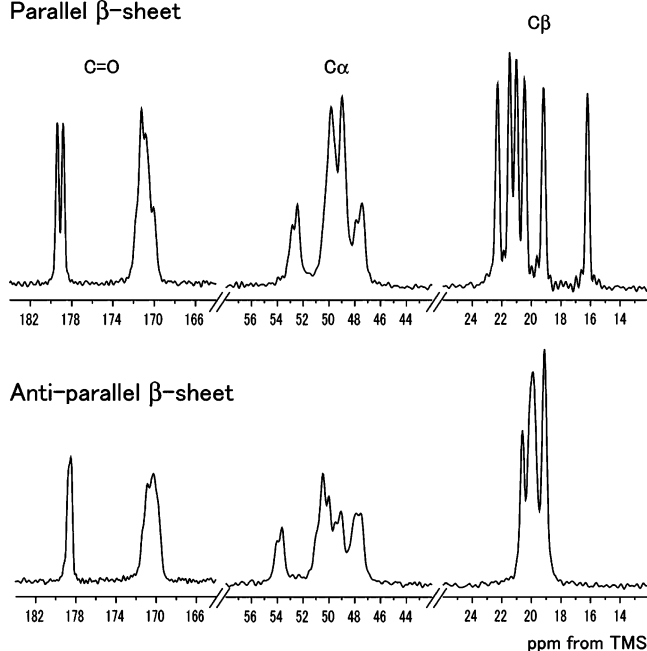 Parallel β-sheet
C=O
Cα
Cβ
182 178 174 170 166 56 54 52 50 48 46 44 24 22 20 18 16 14
Anti-parallel β-sheet
182 178 174 170 166 56 54 52 50 48 46 44 24 22 20 18 16 14
ppm from TMS